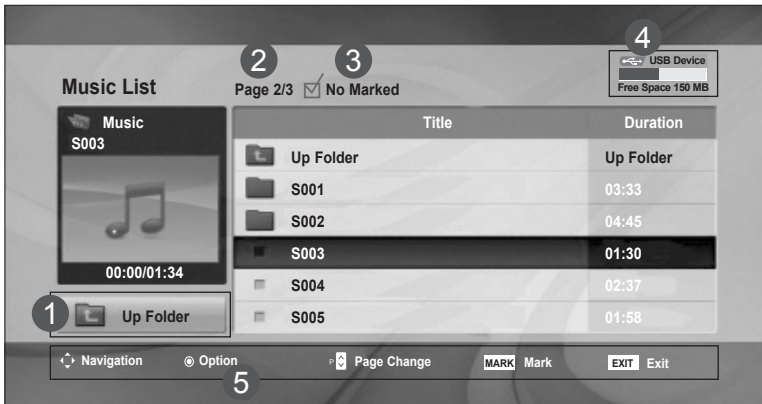 2
3
4
USB Device
Free Space 150 MB
Music List
Page 2/3
No Marked
Music
S003
00:00/01:34
1
Up Folder
Title
Duration
Up Folder
Up Folder
S001
03:33
S002
04:45
S003
01:30
S004
02:37
S005
01:58
Navigation
Option
P
Page Change
MARK
Mark
EXIT
Exit
5